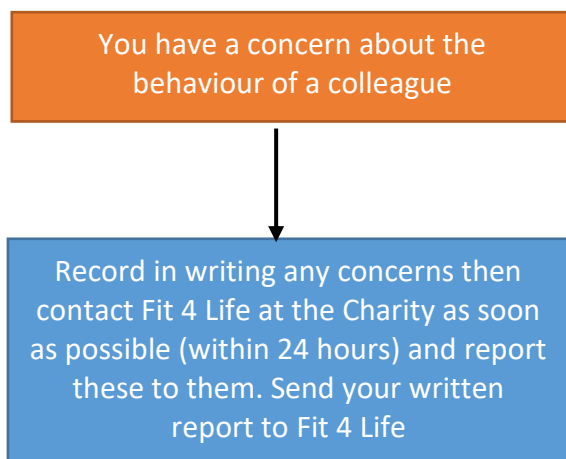 You have a concern about the
behaviour of a colleague
Record in writing any concerns then
contact Fit 4 Life at the Charity as soon
as possible (within 24 hours) and report
these to them. Send your written
report to Fit 4 Life